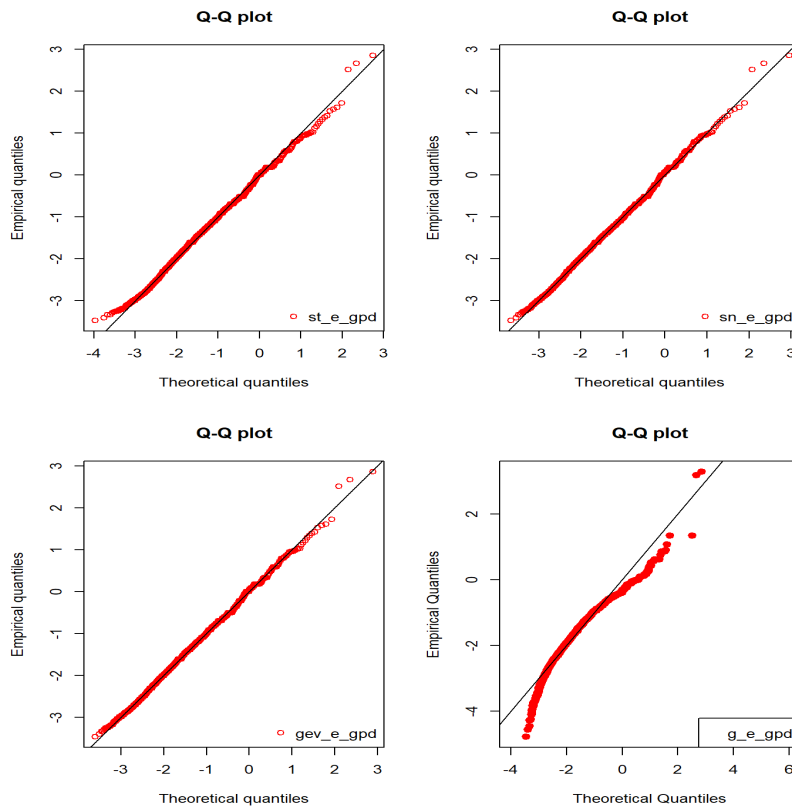 Q-Q plot
Empirical quantiles
3
2
1
0
-1
-2
-3
st_e_gpd
-4 -3 -2 -1 0 1 2 3
Theoretical quantiles
Q-Q plot
Empirical quantiles
3
2
1
0
-1
-2
-3
sn_e_gpd
-3 -2 -1 0 1 2 3
Theoretical quantiles
Q-Q plot
Empirical quantiles
3
2
1
0
-1
-2
-3
gev_e_gpd
-3 -2 -1 0 1 2 3
Theoretical quantiles
Q-Q plot
Empirical Quantiles
2
0
-2
-4
g_e_gpd
-4 -2 0 2 4 6
Theoretical Quantiles